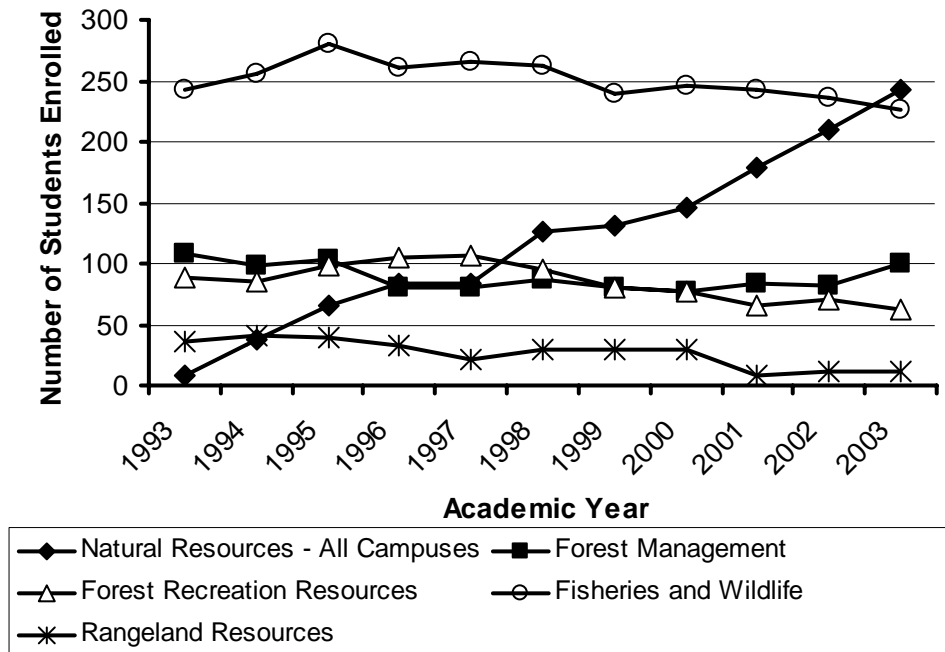 300
250
200
150
100
50
0
Number of Students Enrolled
1993
1994
1995
1996
1997
1998
1999
2000
2001
2002
2003
Academic Year
Natural Resources - All Campuses
Forest Management
Forest Recreation Resources
Fisheries and Wildlife
Rangeland Resources